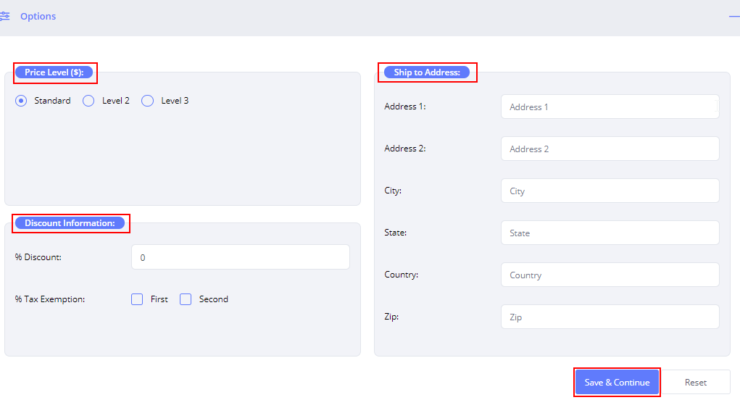 Options
Price Level ($):
Standard Level 2 Level 3
Discount Information:
% Discount: 0
% Tax Exemption: First Second
Ship to Address:
Address 1: Address 1
Address 2: Address 2
City: City
State: State
Country: Country
Zip: Zip
Save & Continue Reset